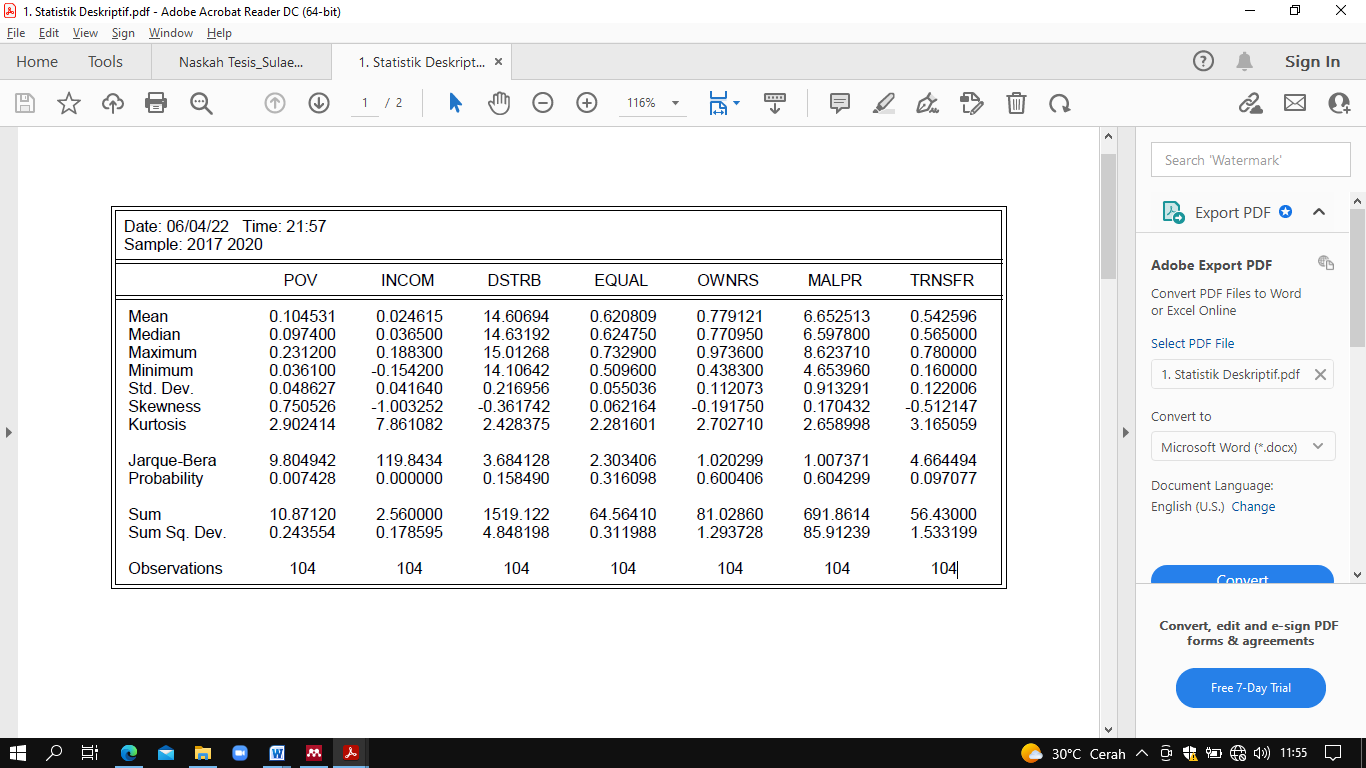 1. Statistik Deskriptif.pdf - Adobe Acrobat Reader DC (64-bit)
File Edit View Sign Window Help
Home Tools Naskah Tesis_Sulae... 1. Statistik Deskript... × Sign In
1 / 2 116%
Date: 06/04/22 Time: 21:57
Sample: 2017 2020
POV INCOM DSTRB EQUAL OWNRS MALPR TRNSFR
Mean 0.104531 0.024615 14.60694 0.620809 0.779121 6.652513 0.542596
Median 0.097400 0.036500 14.63192 0.624750 0.770950 6.597800 0.565000
Maximum 0.231200 0.188300 15.01268 0.732900 0.973600 8.623710 0.780000
Minimum 0.036100 -0.154200 14.10642 0.509600 0.438300 4.653960 0.160000
Std. Dev. 0.048627 0.041640 0.216956 0.055036 0.112073 0.913291 0.122006
Skewness 0.750526 -1.003252 -0.361742 0.062164 -0.191750 0.170432 -0.512147
Kurtosis 2.902414 7.861082 2.428375 2.281601 2.702710 2.658998 3.165059
Jarque-Bera 9.804942 119.8434 3.684128 2.303406 1.020299 1.007371 4.664494
Probability 0.007428 0.000000 0.158490 0.316098 0.600406 0.604299 0.097077
Sum 10.87120 2.560000 1519.122 64.56410 81.02860 691.8614 56.43000
Sum Sq. Dev. 0.243554 0.178595 4.848198 0.311988 1.293728 85.91239 1.533199
Observations 104 104 104 104 104 104 104
Search 'Watermark'
Export PDF
Adobe Export PDF
Convert PDF Files to Word
or Excel Online
Select PDF File
1. Statistik Deskriptif.pdf
Convert to
Microsoft Word (*.docx)
Document Language:
English (U.S.) Change
Convert
Convert, edit and e-sign PDF
forms & agreements
Free 7-Day Trial
30°C Cerah 11:55